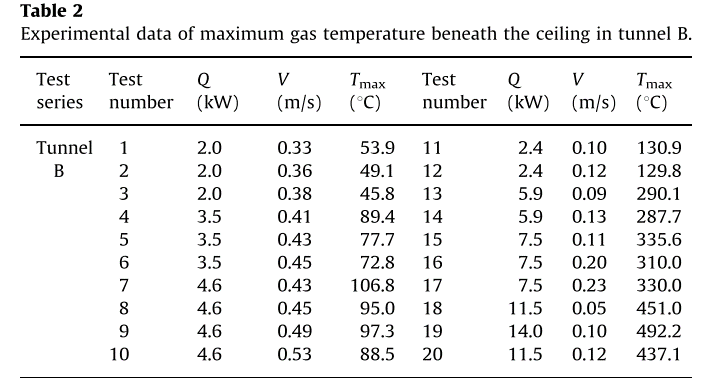 Table 2
Experimental data of maximum gas temperature beneath the ceiling in tunnel B.
Test Test Q V Tmax Test Q V Tmax
series number (kW) (m/s) (°C) number (kW) (m/s) (°C)
Tunnel 1 2.0 0.33 53.9 11 2.4 0.10 130.9
B 2 2.0 0.36 49.1 12 2.4 0.12 129.8
3 2.0 0.38 45.8 13 5.9 0.09 290.1
4 3.5 0.41 89.4 14 5.9 0.13 287.7
5 3.5 0.43 77.7 15 7.5 0.11 335.6
6 3.5 0.45 72.8 16 7.5 0.20 310.0
7 4.6 0.43 106.8 17 7.5 0.23 330.0
8 4.6 0.45 95.0 18 11.5 0.05 451.0
9 4.6 0.49 97.3 19 14.0 0.10 492.2
10 4.6 0.53 88.5 20 11.5 0.12 437.1